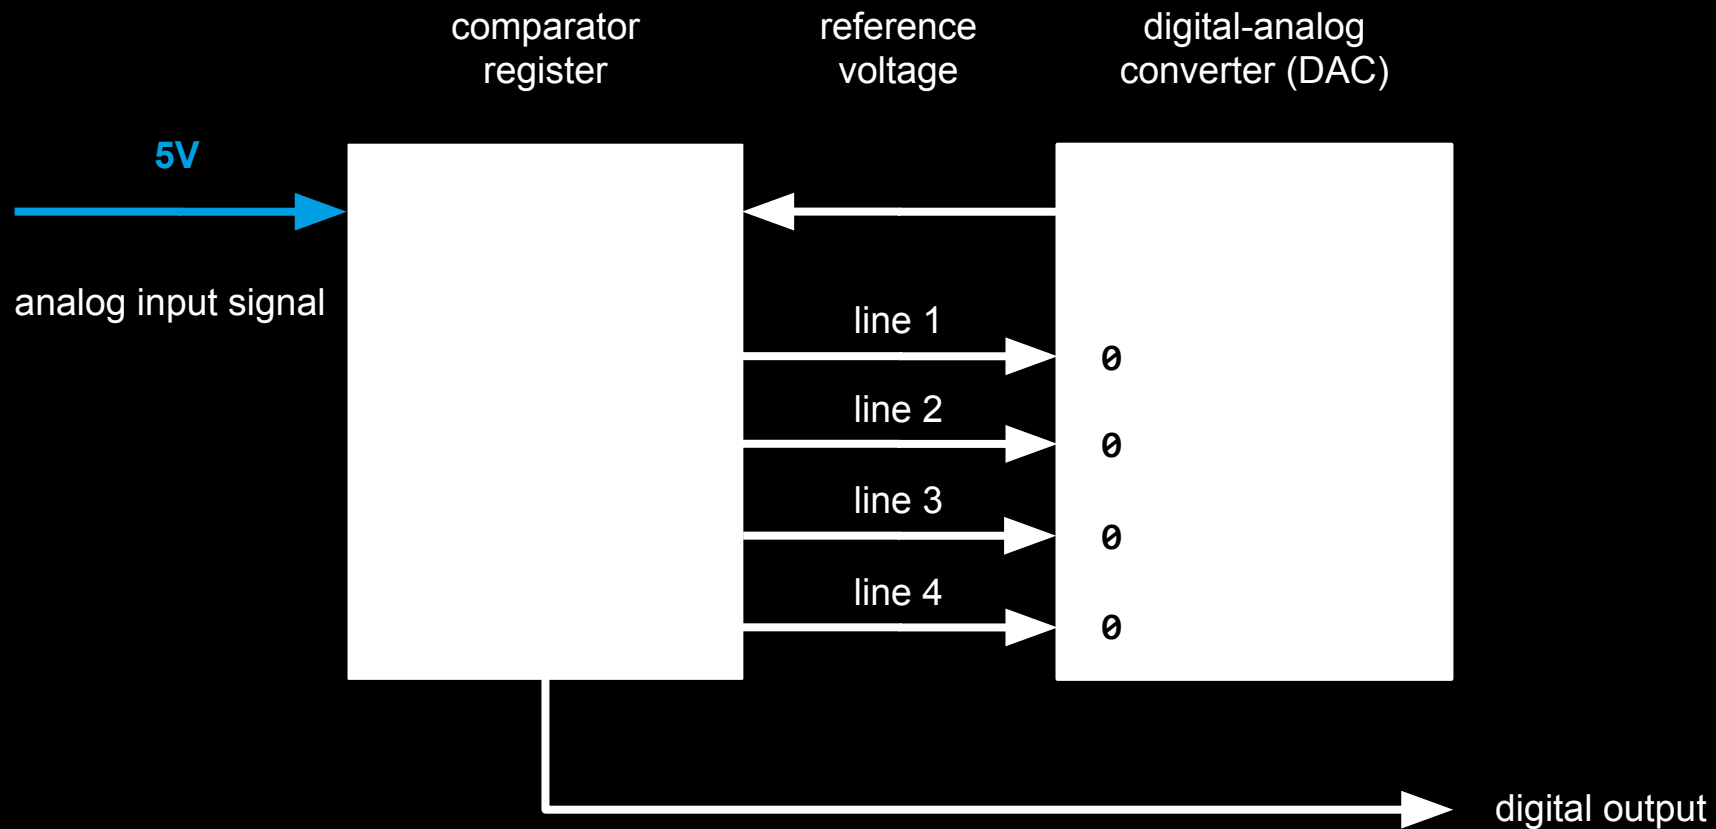 comparator
register
reference
voltage
digital-analog
converter (DAC)
5V
analog input signal
line 1
0
line 2
0
line 3
0
line 4
0
digital output